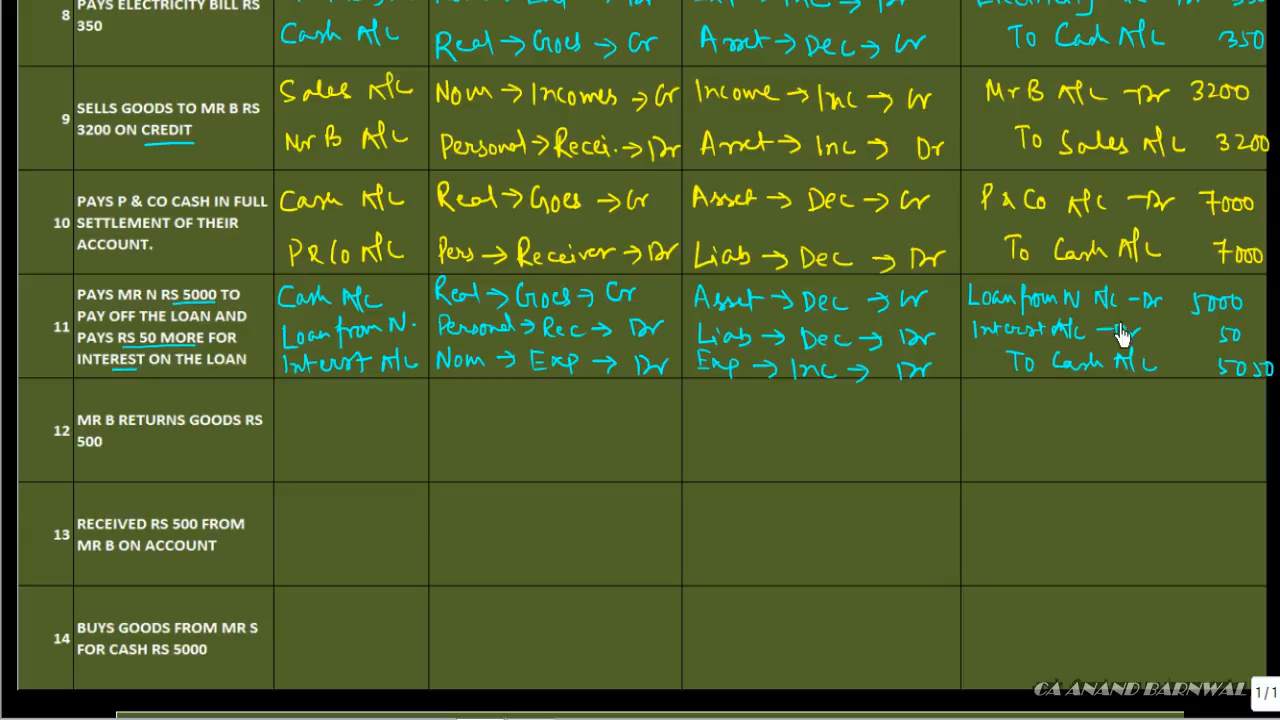 8 PAYS ELECTRICITY BILL RS 350
Cash A/c Real → Goes → Cr Asset → Dec → Cr To Cash A/c 350
9 SELLS GOODS TO MR B RS 3200 ON CREDIT
Sales A/c Nom → Incomes → Cr Income → Inc → Cr Mr B A/c - Dr 3200
Mr B A/c Personal → Recei. → Dr Asset → Inc → Dr To Sales A/c 3200
10 PAYS P & CO CASH IN FULL SETTLEMENT OF THEIR ACCOUNT.
Cash A/c Real → Goes → Cr Asset → Dec → Cr P & Co A/c - Dr 7000
P & Co A/c Pers → Receiver → Dr Liab → Dec → Dr To Cash A/c 7000
11 PAYS MR N RS 5000 TO PAY OFF THE LOAN AND PAYS RS 50 MORE FOR INTEREST ON THE LOAN
Cash A/c Real → Goes → Cr Asset → Dec → Cr Loan from N A/c - Dr 5000
Loan from N. Personal → Rec → Dr Liab → Dec → Dr Interest A/c - Dr 50
Interest A/c Nom → Exp → Dr Exp → Inc → Dr To Cash A/c 5050
12 MR B RETURNS GOODS RS 500
13 RECEIVED RS 500 FROM MR B ON ACCOUNT
14 BUYS GOODS FROM MR S FOR CASH RS 5000
CA ANAND BARNWAL
1/1